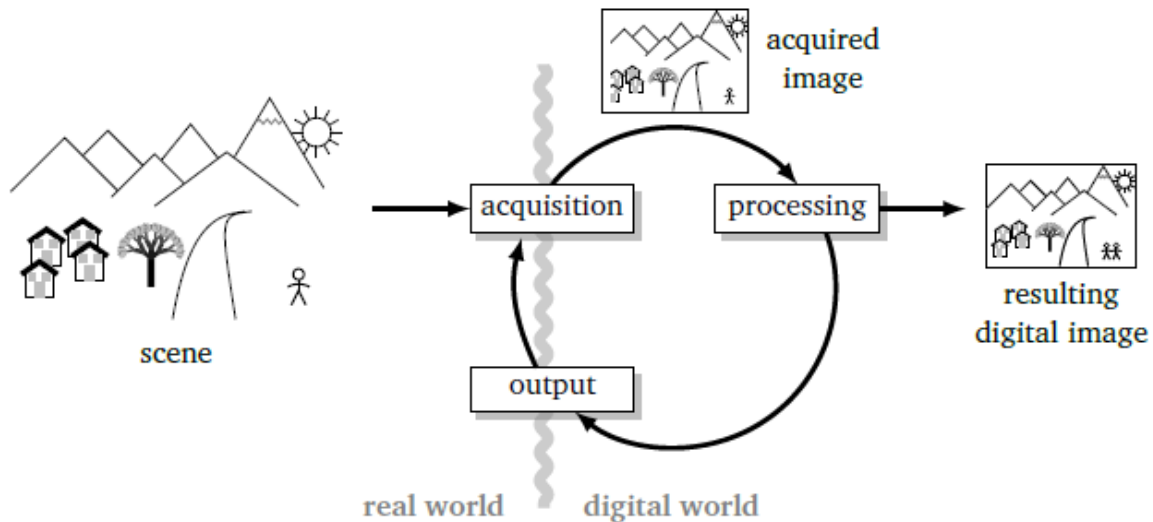 acquired
image
acquisition
processing
scene
resulting
digital image
output
real world
digital world